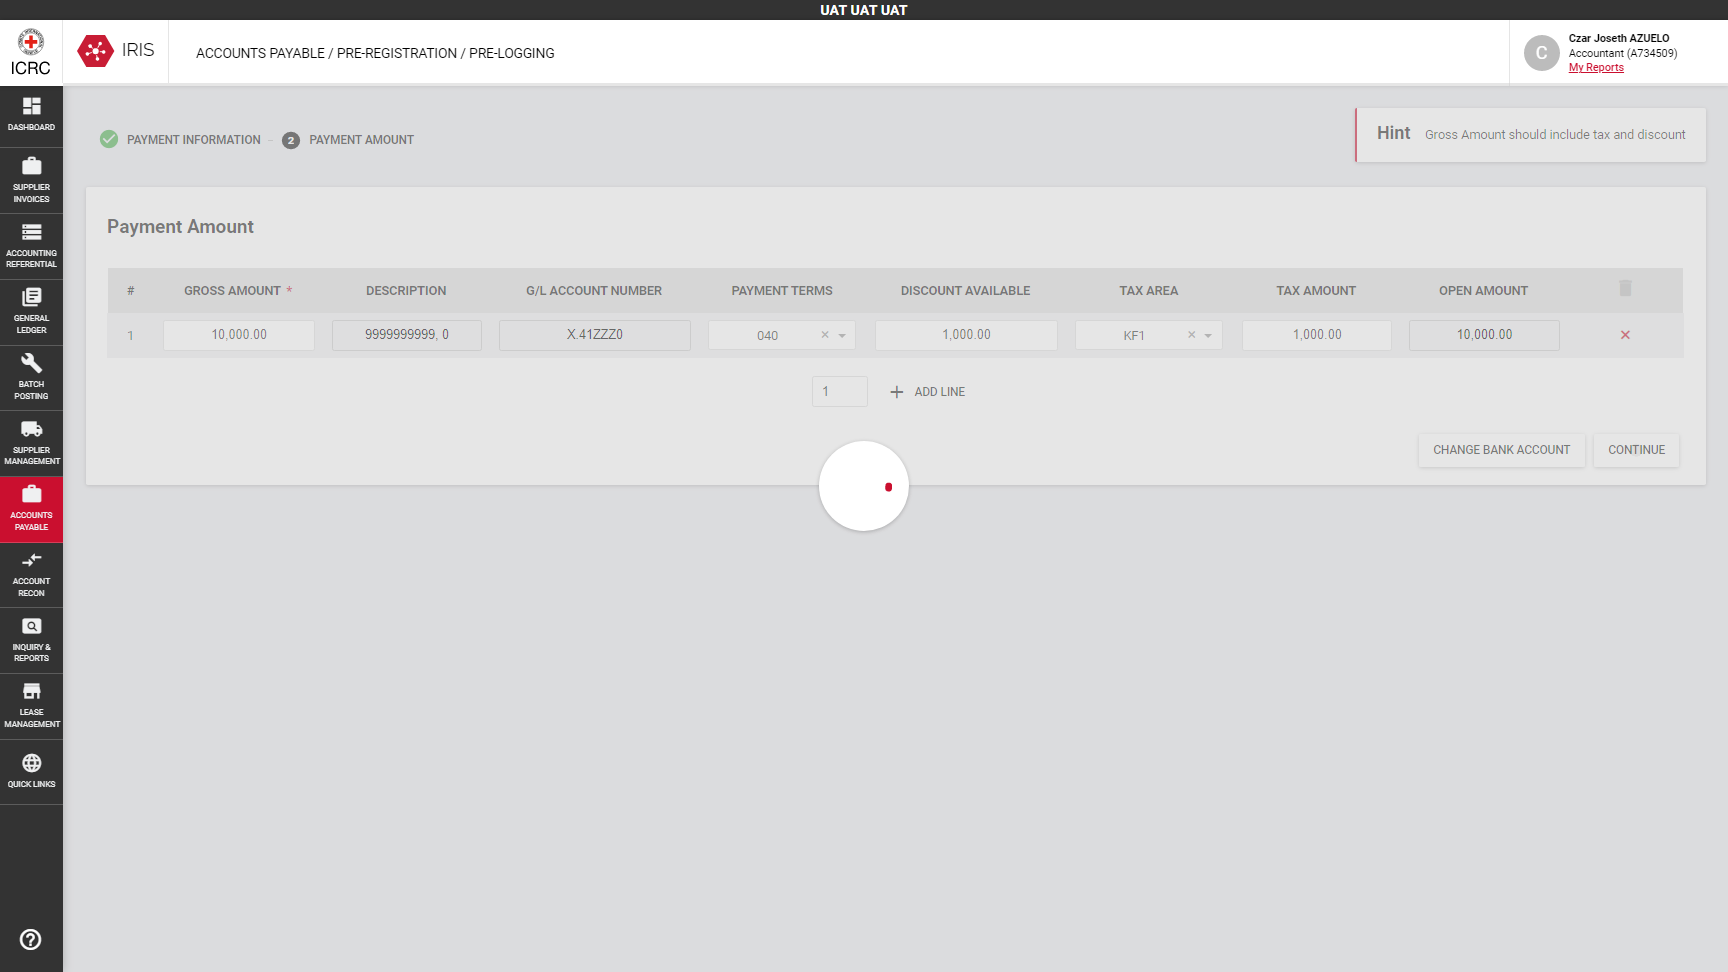 UAT UAT UAT
ICRC
IRIS
ACCOUNTS PAYABLE / PRE-REGISTRATION / PRE-LOGGING
C
Czar Joseth AZUELO
Accountant (A734509)
My Reports
DASHBOARD
SUPPLIER
INVOICES
ACCOUNTING
REFERENTIAL
GENERAL
LEDGER
BATCH
POSTING
SUPPLIER
MANAGEMENT
ACCOUNTS
PAYABLE
ACCOUNT
RECON
INQUIRY &
REPORTS
LEASE
MANAGEMENT
QUICK LINKS
PAYMENT INFORMATION
2 PAYMENT AMOUNT
Hint Gross Amount should include tax and discount
Payment Amount
# GROSS AMOUNT * DESCRIPTION G/L ACCOUNT NUMBER PAYMENT TERMS DISCOUNT AVAILABLE TAX AREA TAX AMOUNT OPEN AMOUNT
1 10,000.00 9999999999, 0 X.41ZZZ0 040 1,000.00 KF1 1,000.00 10,000.00
1 ADD LINE
CHANGE BANK ACCOUNT CONTINUE